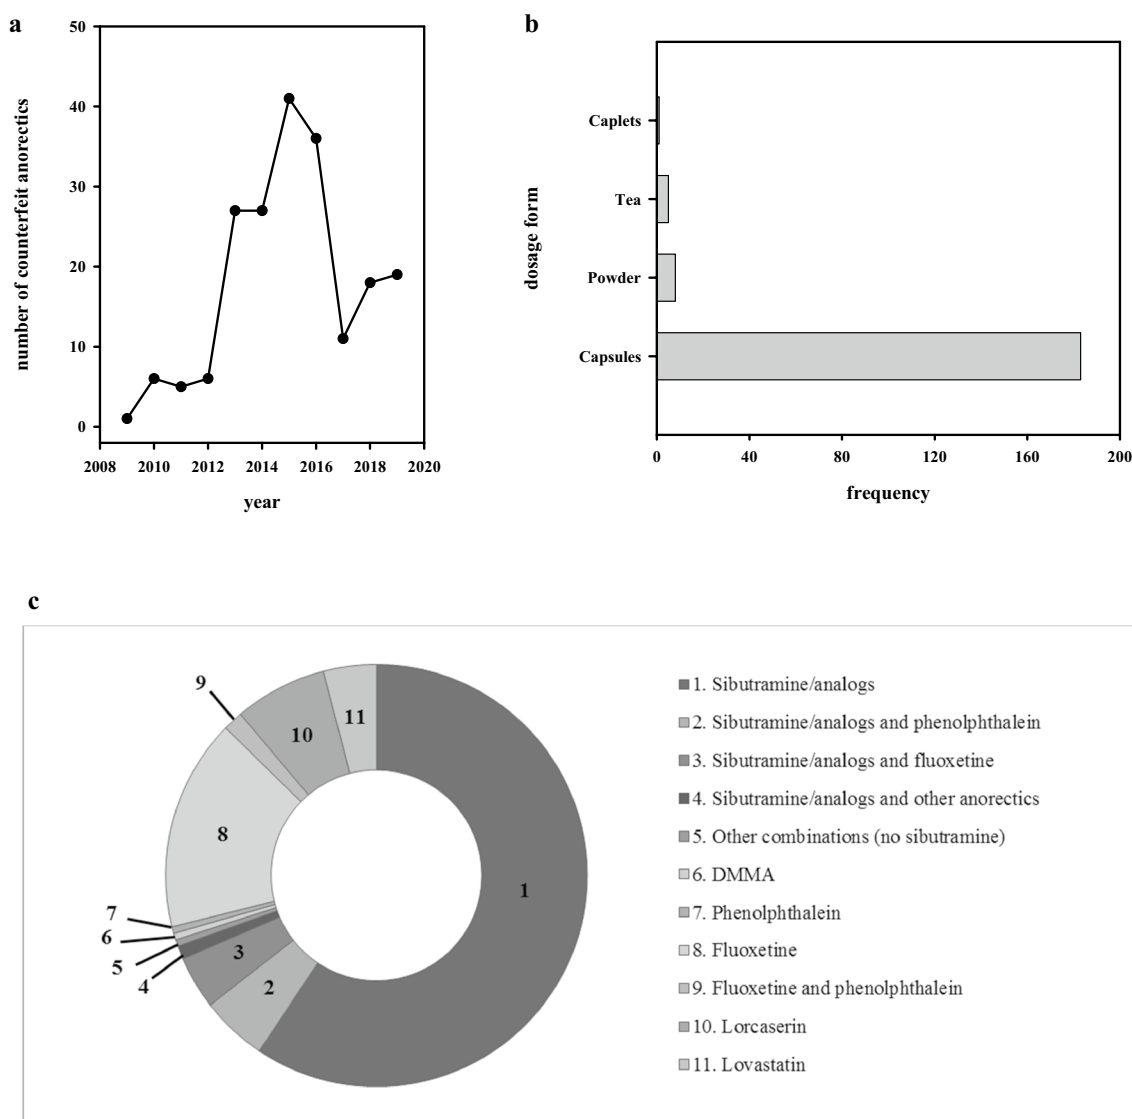 a
50
40
30
20
10
0
number of counterfeit anorectics
2008 2010 2012 2014 2016 2018 2020
year
b
Caplets
Tea
Powder
Capsules
dosage form
0 40 80 120 160 200
frequency
c
9
10
11
8
1
7
6
5
4
3
2
1. Sibutramine/analogs
2. Sibutramine/analogs and phenolphthalein
3. Sibutramine/analogs and fluoxetine
4. Sibutramine/analogs and other anorectics
5. Other combinations (no sibutramine)
6. DMMA
7. Phenolphthalein
8. Fluoxetine
9. Fluoxetine and phenolphthalein
10. Lorcaserin
11. Lovastatin